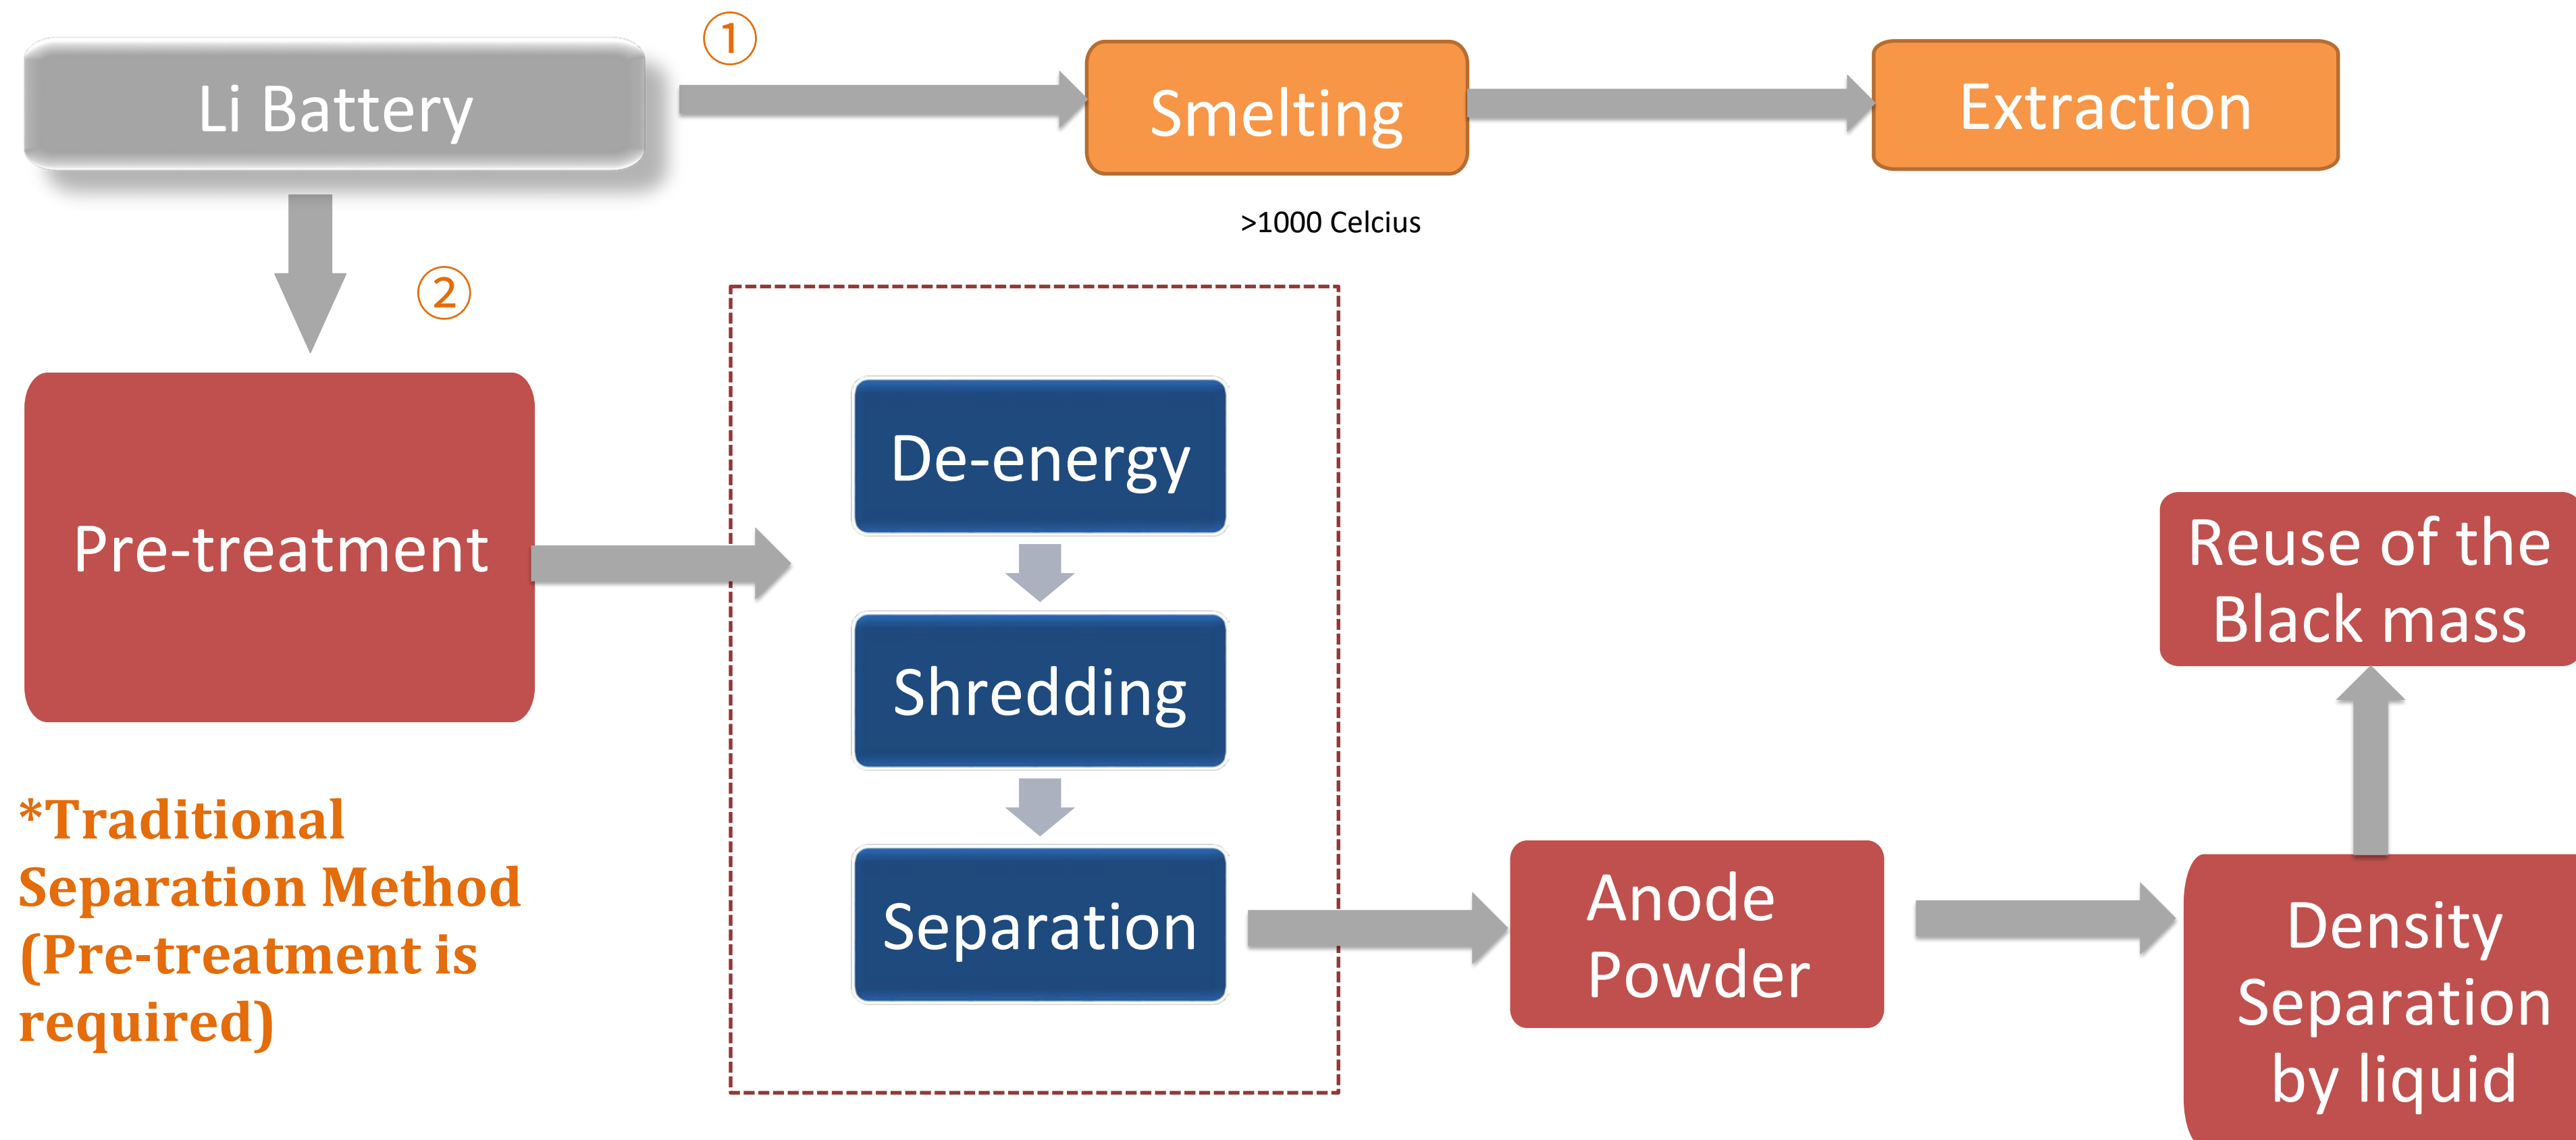 ①
Li Battery
Smelting
Extraction
>1000 Celcius
②
Pre-treatment
De-energy
Shredding
Separation
*Traditional
Separation Method
(Pre-treatment is
required)
Anode
Powder
Density
Separation
by liquid
Reuse of the
Black mass